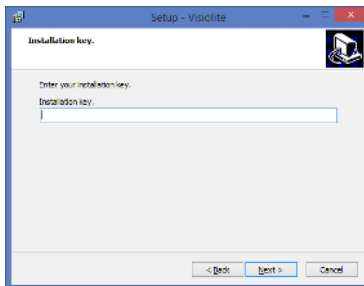 Setup - Visiolite
Installation key.
Enter your installation key.
Installation key.
< Back
Next >
Cancel